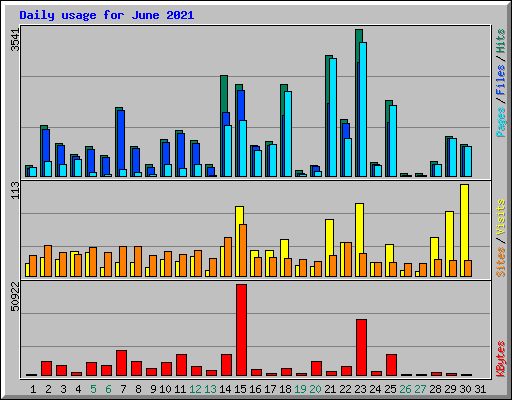 Daily usage for June 2021
3541
Pages / Files / Hits
113
Sites / Visits
50922
KBytes
1 2 3 4 5 6 7 8 9 10 11 12 13 14 15 16 17 18 19 20 21 22 23 24 25 26 27 28 29 30 31